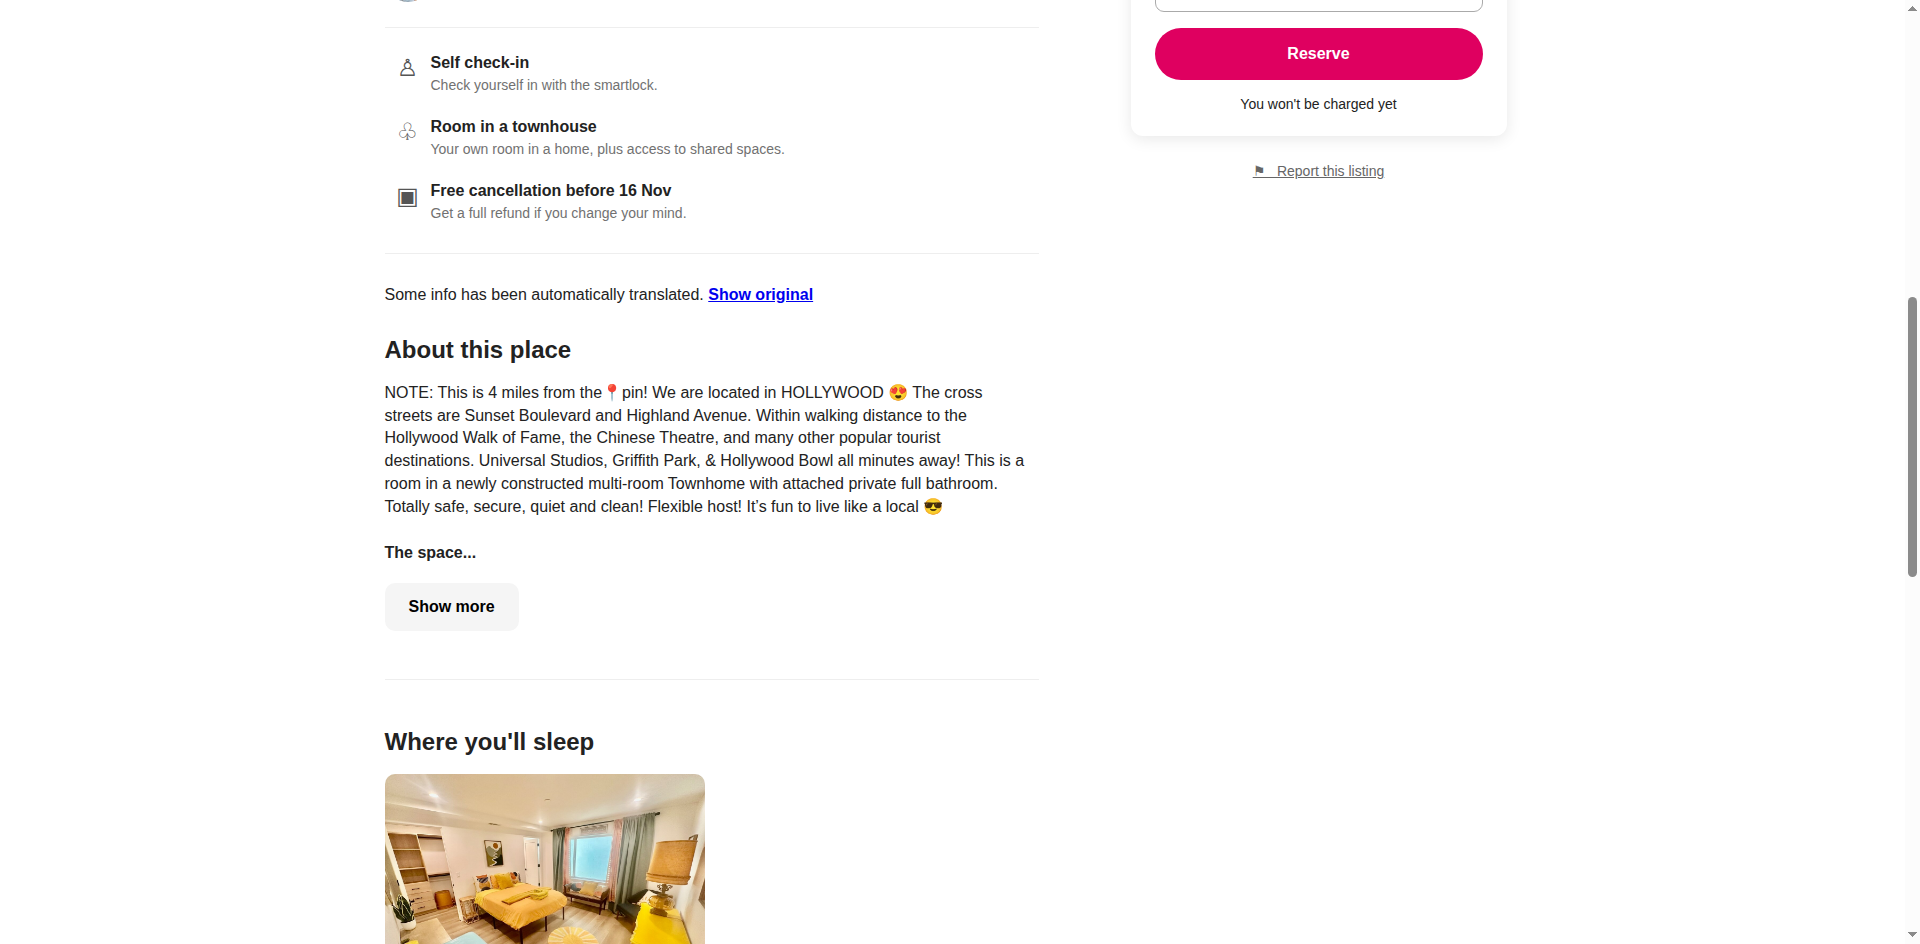 Self check-in
Check yourself in with the smartlock.
Room in a townhouse
Your own room in a home, plus access to shared spaces.
Free cancellation before 16 Nov
Get a full refund if you change your mind.
Some info has been automatically translated. Show original
About this place
NOTE: This is 4 miles from the📍pin! We are located in HOLLYWOOD 😍 The cross
streets are Sunset Boulevard and Highland Avenue. Within walking distance to the
Hollywood Walk of Fame, the Chinese Theatre, and many other popular tourist
destinations. Universal Studios, Griffith Park, & Hollywood Bowl all minutes away! This is a
room in a newly constructed multi-room Townhome with attached private full bathroom.
Totally safe, secure, quiet and clean! Flexible host! It’s fun to live like a local 😎
The space...
Show more
Where you'll sleep
Reserve
You won't be charged yet
Report this listing